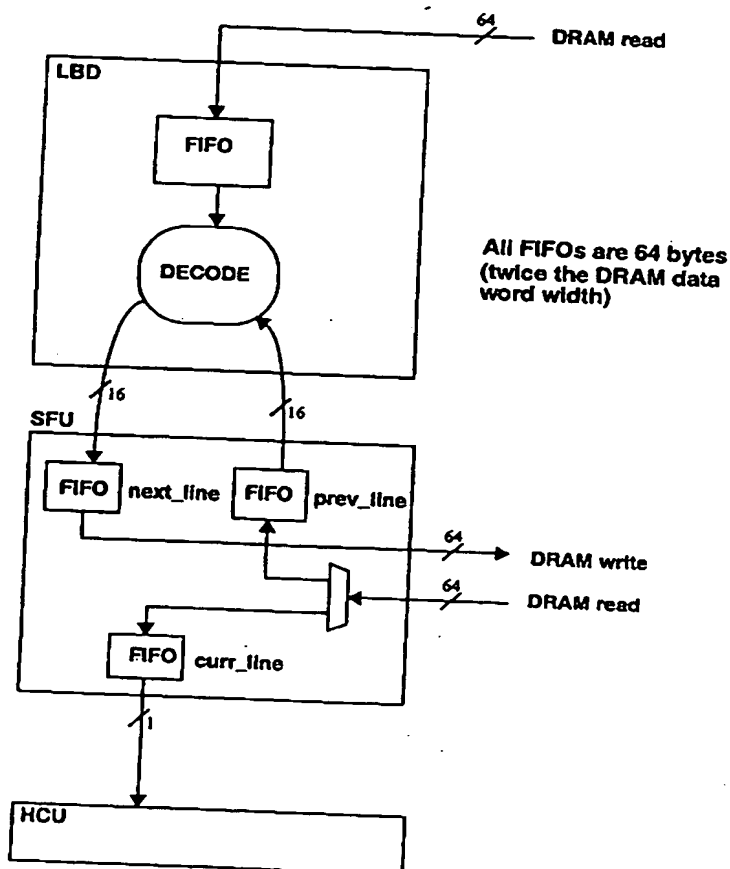 64
DRAM read
LBD
FIFO
DECODE
All FIFOs are 64 bytes
(twice the DRAM data
word width)
16
16
SFU
FIFO
next_line
FIFO
prev_line
64
DRAM write
64
DRAM read
FIFO
curr_line
1
HCU